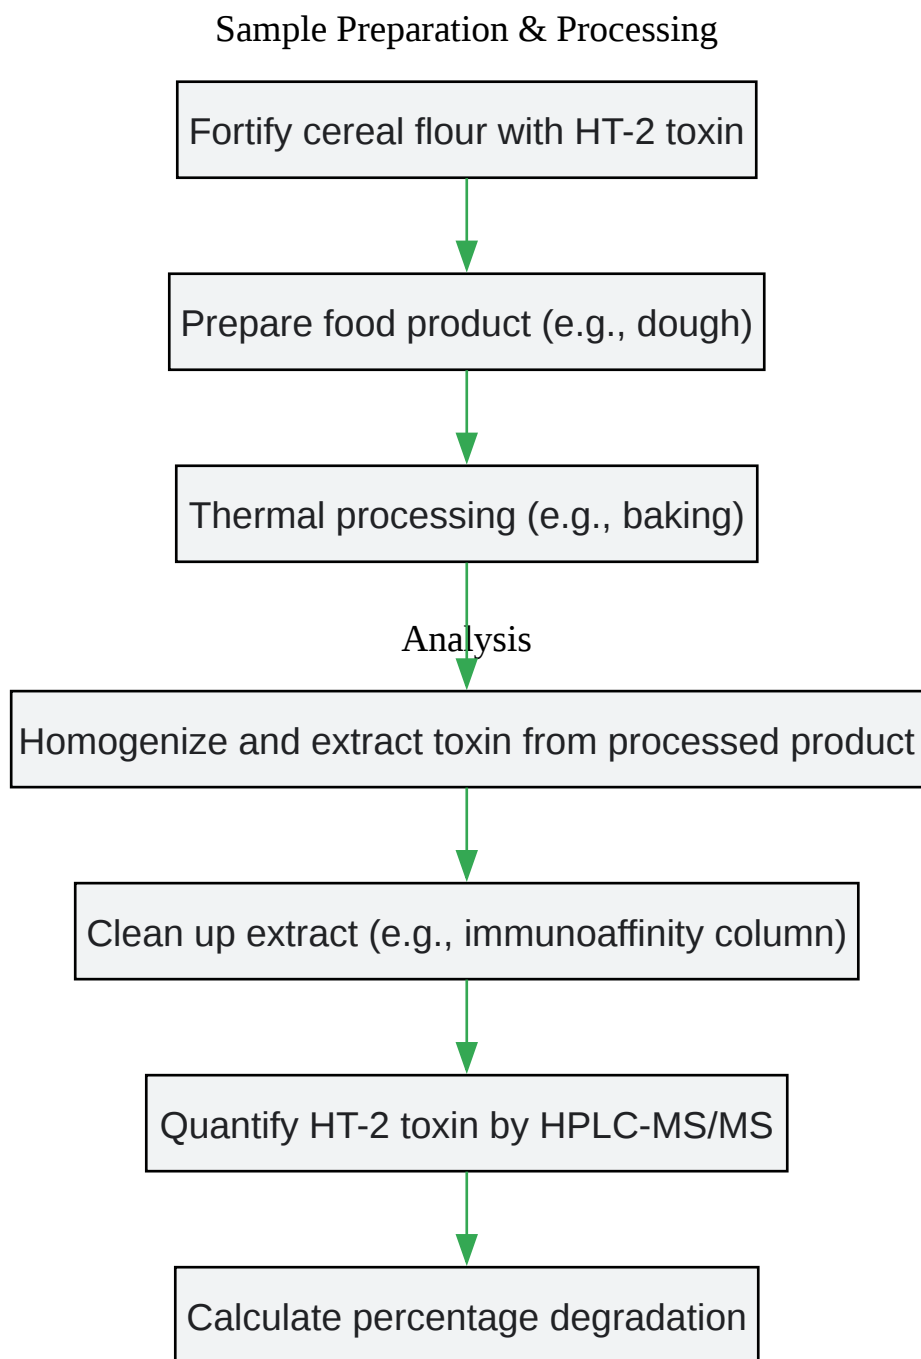 Sample Preparation & Processing
Fortify cereal flour with HT-2 toxin
Prepare food product (e.g., dough)
Thermal processing (e.g., baking)
Analysis
Homogenize and extract toxin from processed product
Clean up extract (e.g., immunoaffinity column)
Quantify HT-2 toxin by HPLC-MS/MS
Calculate percentage degradation